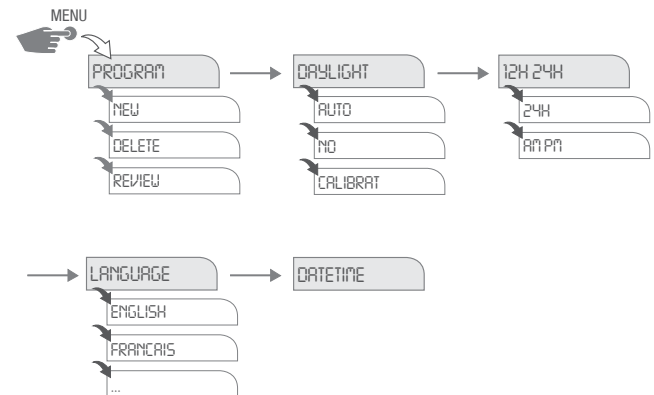 MENU
PROGRAM
NEW
DELETE
REVIEW
DAYLIGHT
AUTO
NO
CALIBRAT
12H 24H
24H
AM PM
LANGUAGE
ENGLISH
FRANCAIS
...
DATETIME